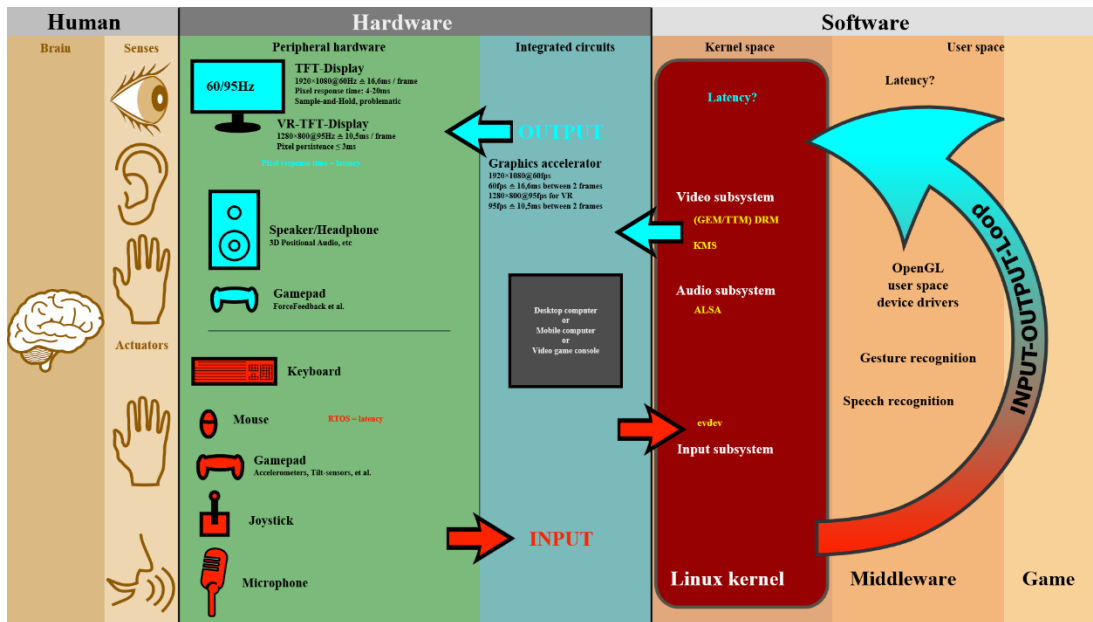 Human
Hardware
Software
Brain
Senses
Peripheral hardware
Integrated circuits
Kernel space
User space
60/95Hz
TFT-Display
1920×1080@60Hz ≙ 16,6ms / frame
Pixel response time: 4-20ms
Sample-and-Hold, problematic
VR-TFT-Display
1280×800@95Hz ≙ 10,5ms / frame
Pixel persistence ≤ 3ms
Pixel response time ~ latency
OUTPUT
Graphics accelerator
1920×1080@60fps
60fps ≙ 16,6ms between 2 frames
1280×800@95fps for VR
95fps ≙ 10,5ms between 2 frames
Latency?
Latency?
Video subsystem
(GEM/TTM) DRM
KMS
Speaker/Headphone
3D Positional Audio, etc
Gamepad
ForceFeedback et al.
Audio subsystem
ALSA
OpenGL
user space
device drivers
INPUT-OUTPUT-Loop
Desktop computer
or
Mobile computer
or
Video game console
Actuators
Keyboard
Gesture recognition
Speech recognition
Mouse
RTOS ~ latency
evdev
Input subsystem
Gamepad
Accelerometers, Tilt-sensors, et al.
Joystick
INPUT
Microphone
Linux kernel
Middleware
Game